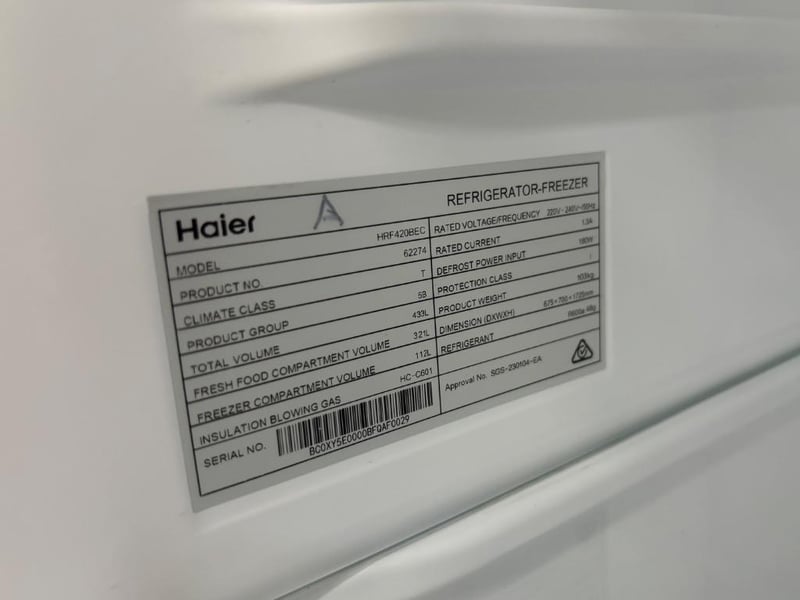 Haier A
REFRIGERATOR-FREEZER
MODEL HRF420BEC
PRODUCT NO. 62274
CLIMATE CLASS T
PRODUCT GROUP 5B
TOTAL VOLUME 433L
FRESH FOOD COMPARTMENT VOLUME 321L
FREEZER COMPARTMENT VOLUME 112L
INSULATION BLOWING GAS HC-C601
SERIAL NO.
BC0XY5E0000BFQAF0029
RATED VOLTAGE/FREQUENCY 220V-240V~/50Hz
RATED CURRENT 1.3A
DEFROST POWER INPUT 180W
PROTECTION CLASS I
PRODUCT WEIGHT 103kg
DIMENSION (DXWXH) 675×700×1725mm
REFRIGERANT R600a 48g
Approval No. SGS-230104-EA